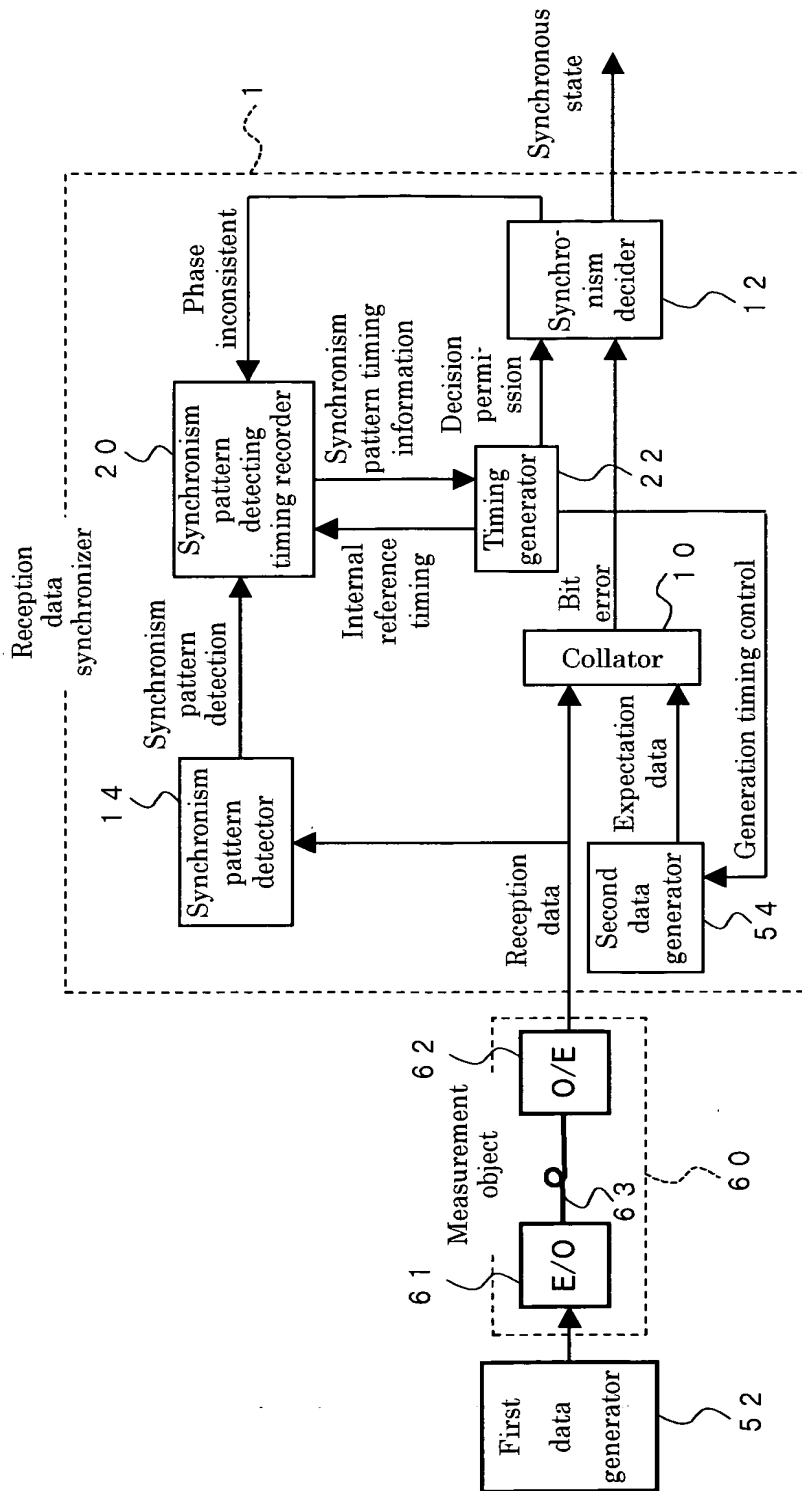 Reception
data
synchronizer
1
14
Synchronism
pattern
detector
Synchronism pattern
detection
20
Synchronism
pattern
detecting
timing recorder
Phase
inconsistent
Synchronism
pattern timing
information
Internal
reference
timing
Timing
generator
22
Decision
permi-
ssion
Synchro-
nism
decider
12
Synchronous
state
Bit
error
Collator
10
Reception
data
Expectation
data
Second
data
generator
54
Generation timing control
Measurement
object
61
E/O
62
O/E
63
60
First
data
generator
52